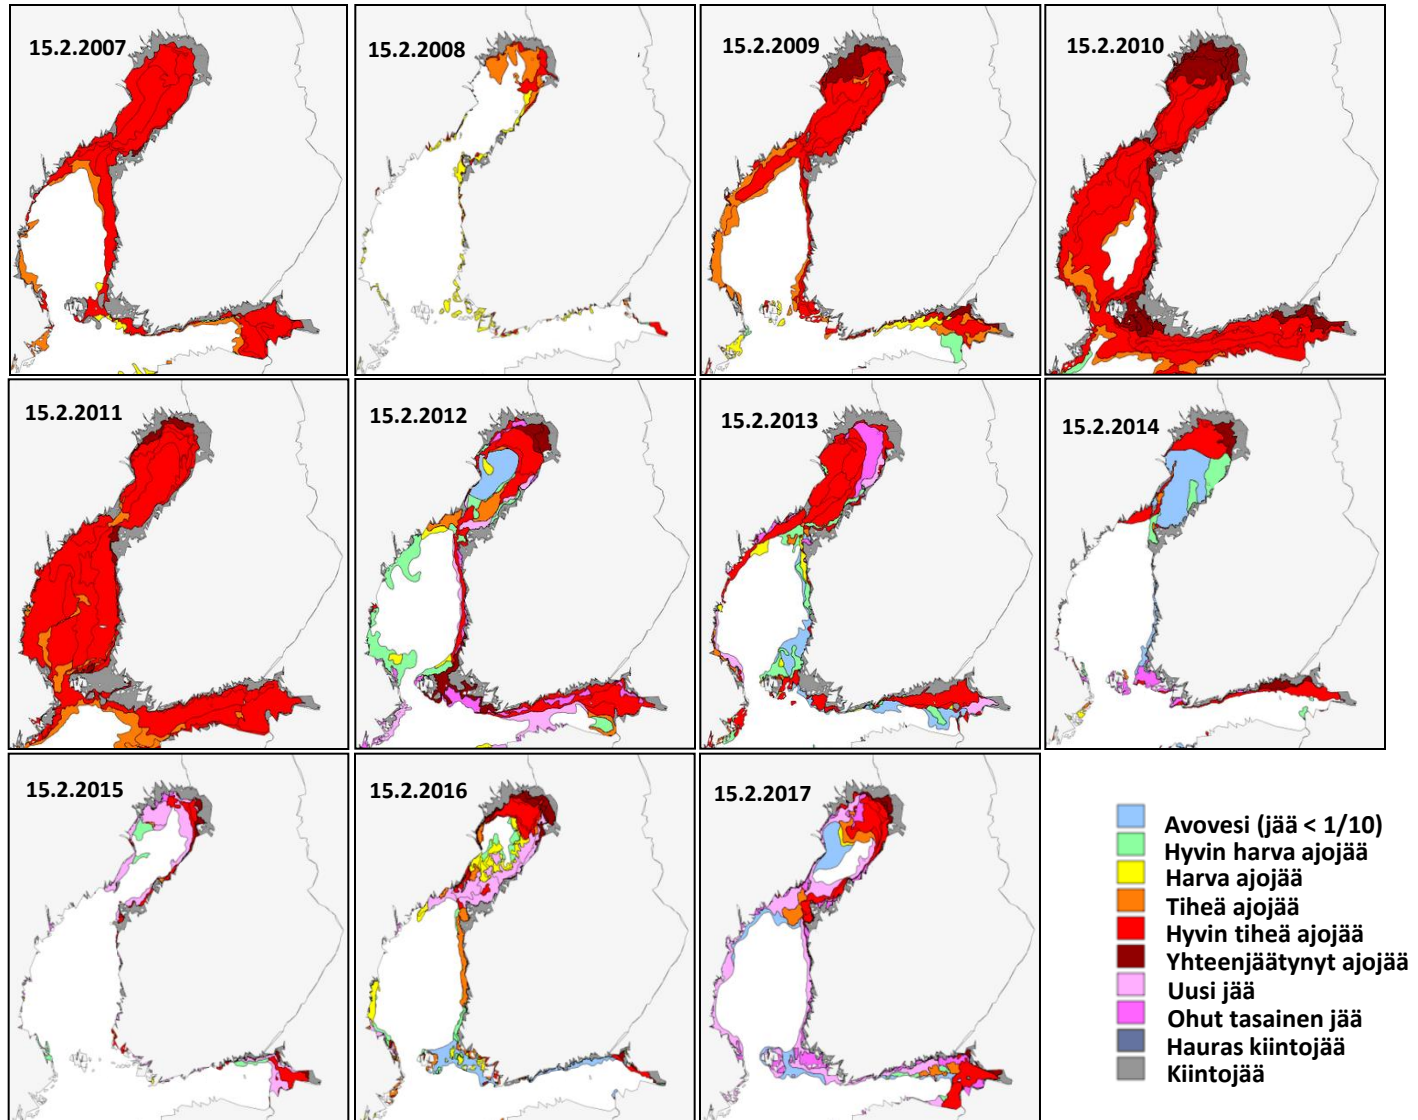 15.2.2007
15.2.2008
15.2.2009
15.2.2010
15.2.2011
15.2.2012
15.2.2013
15.2.2014
15.2.2015
15.2.2016
15.2.2017
Avovesi (jää < 1/10)
Hyvin harva ajojää
Harva ajojää
Tiheä ajojää
Hyvin tiheä ajojää
Yhteenjäätynyt ajojää
Uusi jää
Ohut tasainen jää
Hauras kiintojää
Kiintojää